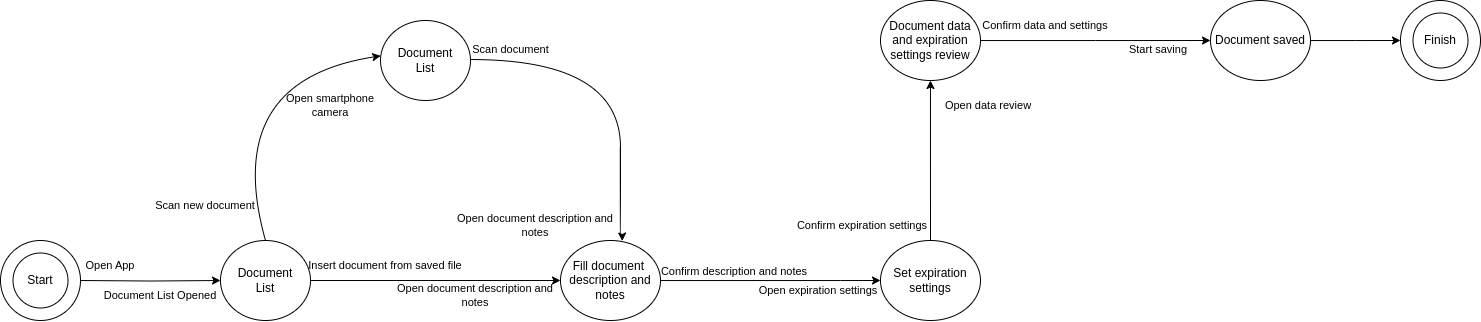 Start
Open App
Document List Opened
Document
List
Scan new document
Open smartphone
camera
Document
List
Scan document
Open document description and
notes
Insert document from saved file
Open document description and
notes
Fill document
description and
notes
Confirm description and notes
Open expiration settings
Set expiration
settings
Confirm expiration settings
Open data review
Document data
and expiration
settings review
Confirm data and settings
Start saving
Document saved
Finish